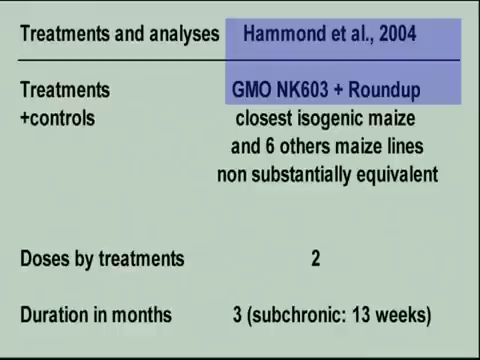 Treatments and analyses Hammond et al., 2004
Treatments GMO NK603 + Roundup
+controls closest isogenic maize
and 6 others maize lines
non substantially equivalent
Doses by treatments 2
Duration in months 3 (subchronic: 13 weeks)